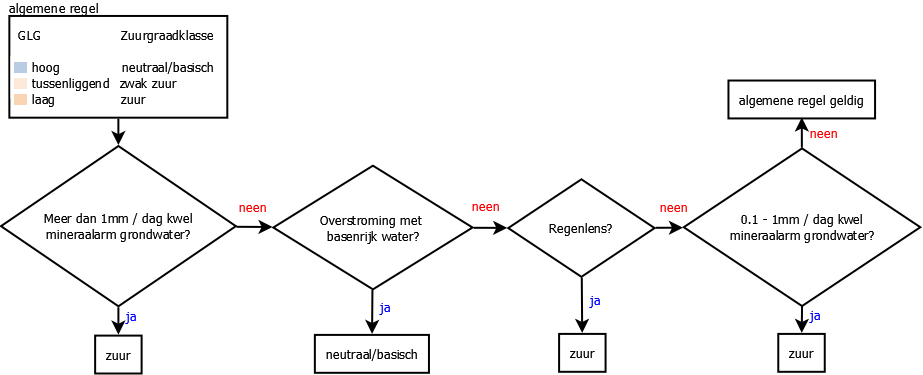 algemene regel
GLG Zuurgraadklasse
hoog neutraal/basisch
tussenliggend zwak zuur
laag zuur
Meer dan 1mm / dag kwel
mineraalarm grondwater?
neen
ja
zuur
Overstroming met
basenrijk water?
neen
ja
neutraal/basisch
Regenlens?
neen
ja
zuur
0.1 - 1mm / dag kwel
mineraalarm grondwater?
neen
algemene regel geldig
ja
zuur